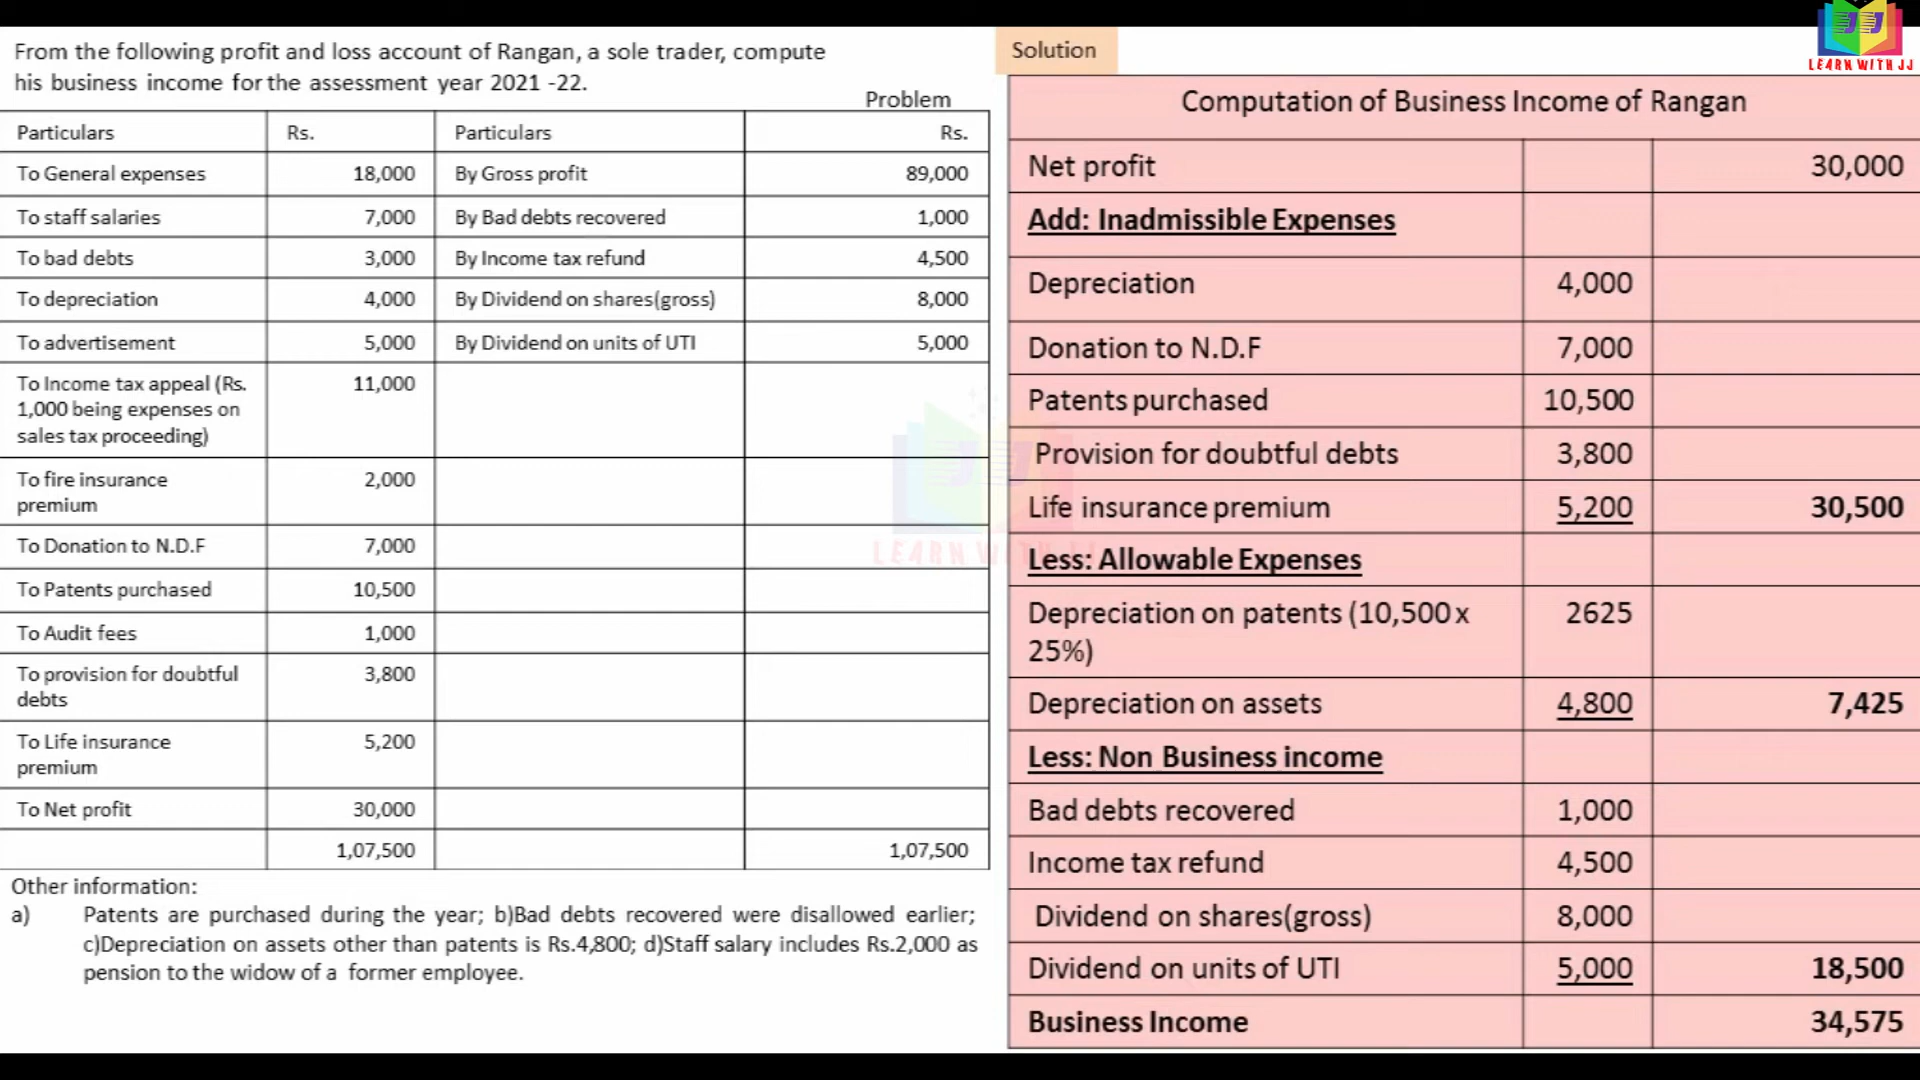 From the following profit and loss account of Rangan, a sole trader, compute
his business income for the assessment year 2021 -22.
Problem
Particulars Rs. Particulars Rs.
To General expenses 18,000 By Gross profit 89,000
To staff salaries 7,000 By Bad debts recovered 1,000
To bad debts 3,000 By Income tax refund 4,500
To depreciation 4,000 By Dividend on shares(gross) 8,000
To advertisement 5,000 By Dividend on units of UTI 5,000
To Income tax appeal (Rs. 11,000
1,000 being expenses on
sales tax proceeding)
To fire insurance 2,000
premium
To Donation to N.D.F 7,000
To Patents purchased 10,500
To Audit fees 1,000
To provision for doubtful 3,800
debts
To Life insurance 5,200
premium
To Net profit 30,000
1,07,500 1,07,500
Other information:
a) Patents are purchased during the year; b)Bad debts recovered were disallowed earlier;
c)Depreciation on assets other than patents is Rs.4,800; d)Staff salary includes Rs.2,000 as
pension to the widow of a former employee.
Solution
LEARN WITH JJ
Computation of Business Income of Rangan
Net profit 30,000
Add: Inadmissible Expenses
Depreciation 4,000
Donation to N.D.F 7,000
Patents purchased 10,500
Provision for doubtful debts 3,800
Life insurance premium 5,200 30,500
Less: Allowable Expenses
Depreciation on patents (10,500 x 2625
25%)
Depreciation on assets 4,800 7,425
Less: Non Business income
Bad debts recovered 1,000
Income tax refund 4,500
Dividend on shares(gross) 8,000
Dividend on units of UTI 5,000 18,500
Business Income 34,575
LEARN WITH JJ